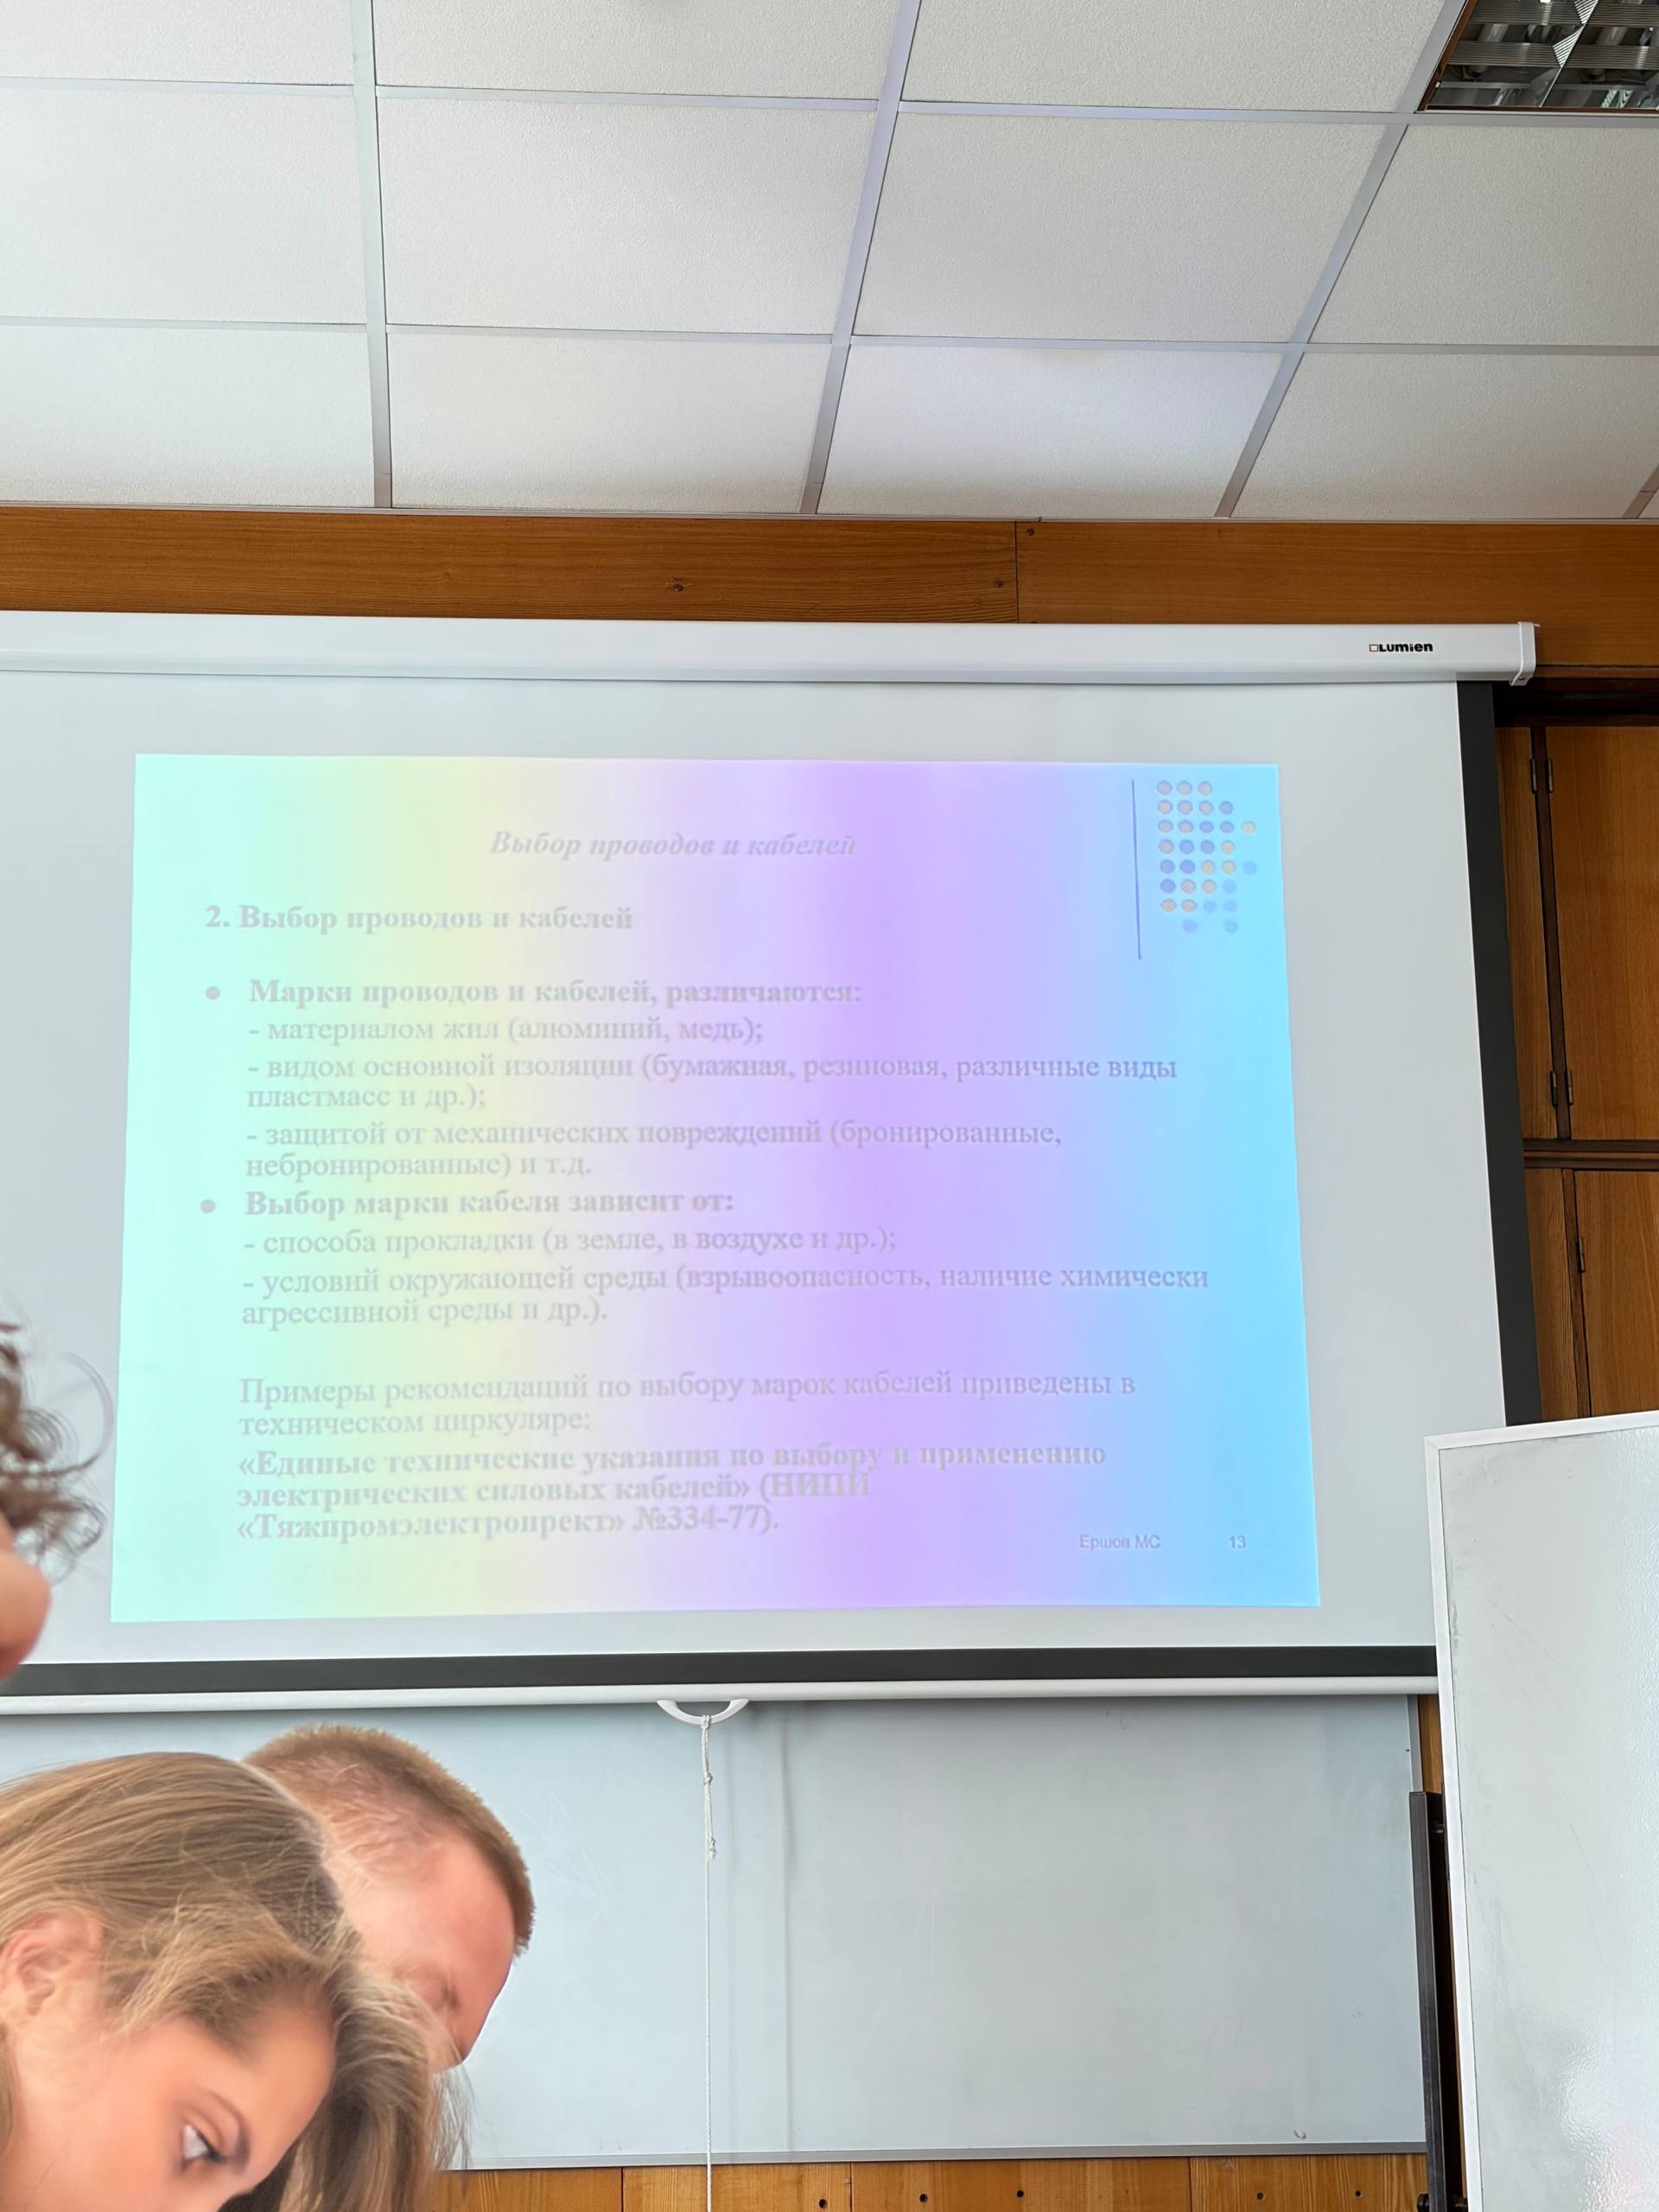 LUMIEN
Выбор проводов и кабелей
2. Выбор проводов и кабелей
● Марки проводов и кабелей, различаются:
- материалом жил (алюминий, медь);
- видом основной изоляции (бумажная, резиновая, различные виды
пластмасс и др.);
- защитой от механических повреждений (бронированные,
небронированные) и т.д.
● Выбор марки кабеля зависит от:
- способа прокладки (в земле, в воздухе и др.);
- условий окружающей среды (взрывоопасность, наличие химически
агрессивной среды и др.).
Примеры рекомендаций по выбору марок кабелей приведены в
техническом циркуляре:
«Единые технические указания по выбору и применению
электрических силовых кабелей» (НИПИ
«Тяжпромэлектропрект» №334-77).
Ершов МС 13